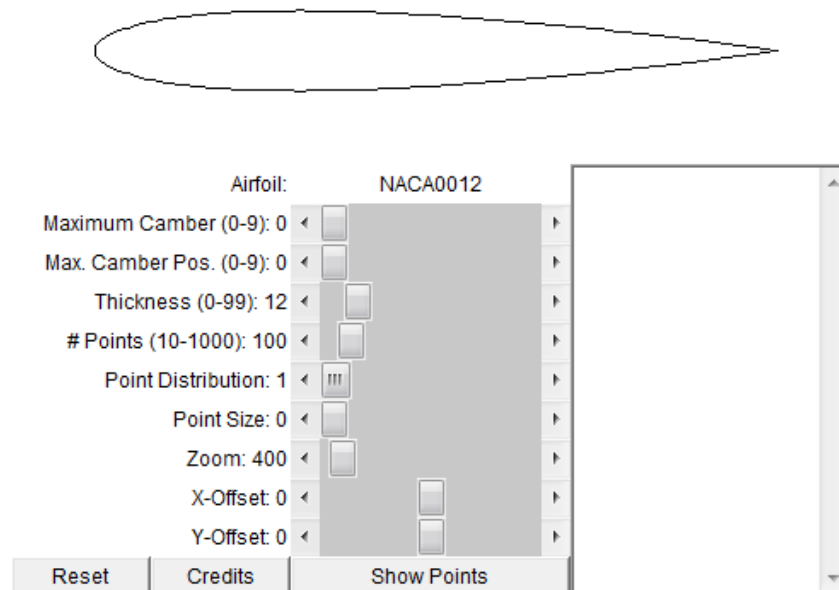 Airfoil: NACA0012
Maximum Camber (0-9): 0
Max. Camber Pos. (0-9): 0
Thickness (0-99): 12
# Points (10-1000): 100
Point Distribution: 1
Point Size: 0
Zoom: 400
X-Offset: 0
Y-Offset: 0
Reset Credits Show Points